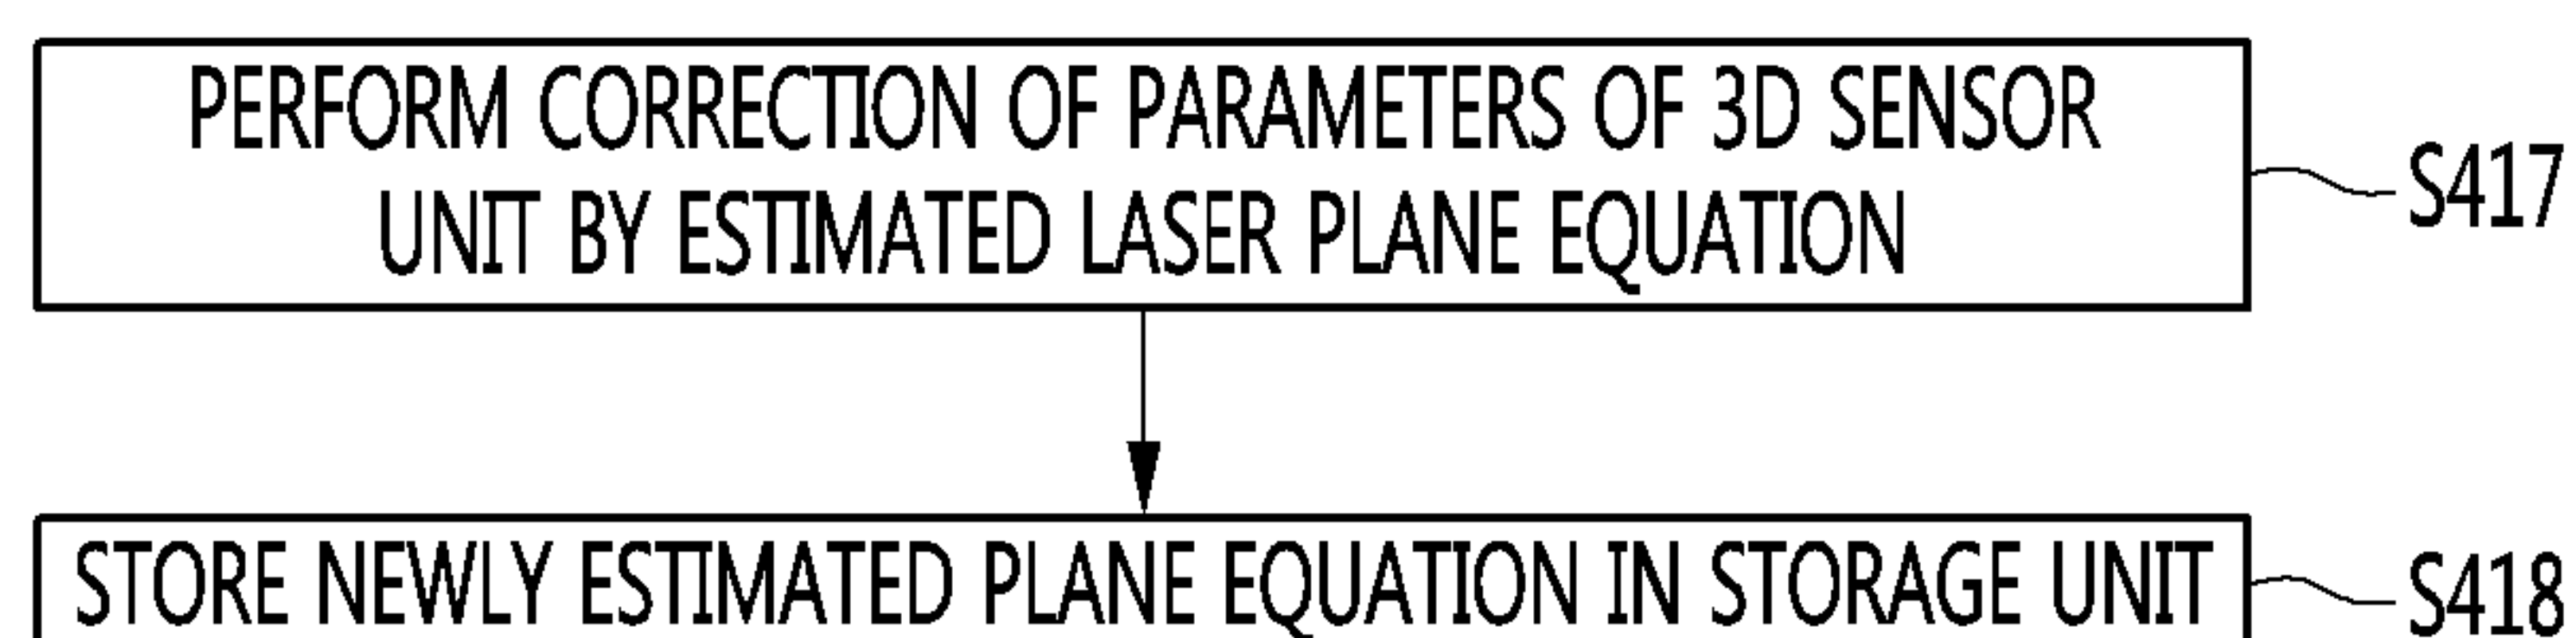 PERFORM CORRECTION OF PARAMETERS OF 3D SENSOR
UNIT BY ESTIMATED LASER PLANE EQUATION
S417
STORE NEWLY ESTIMATED PLANE EQUATION IN STORAGE UNIT
S418